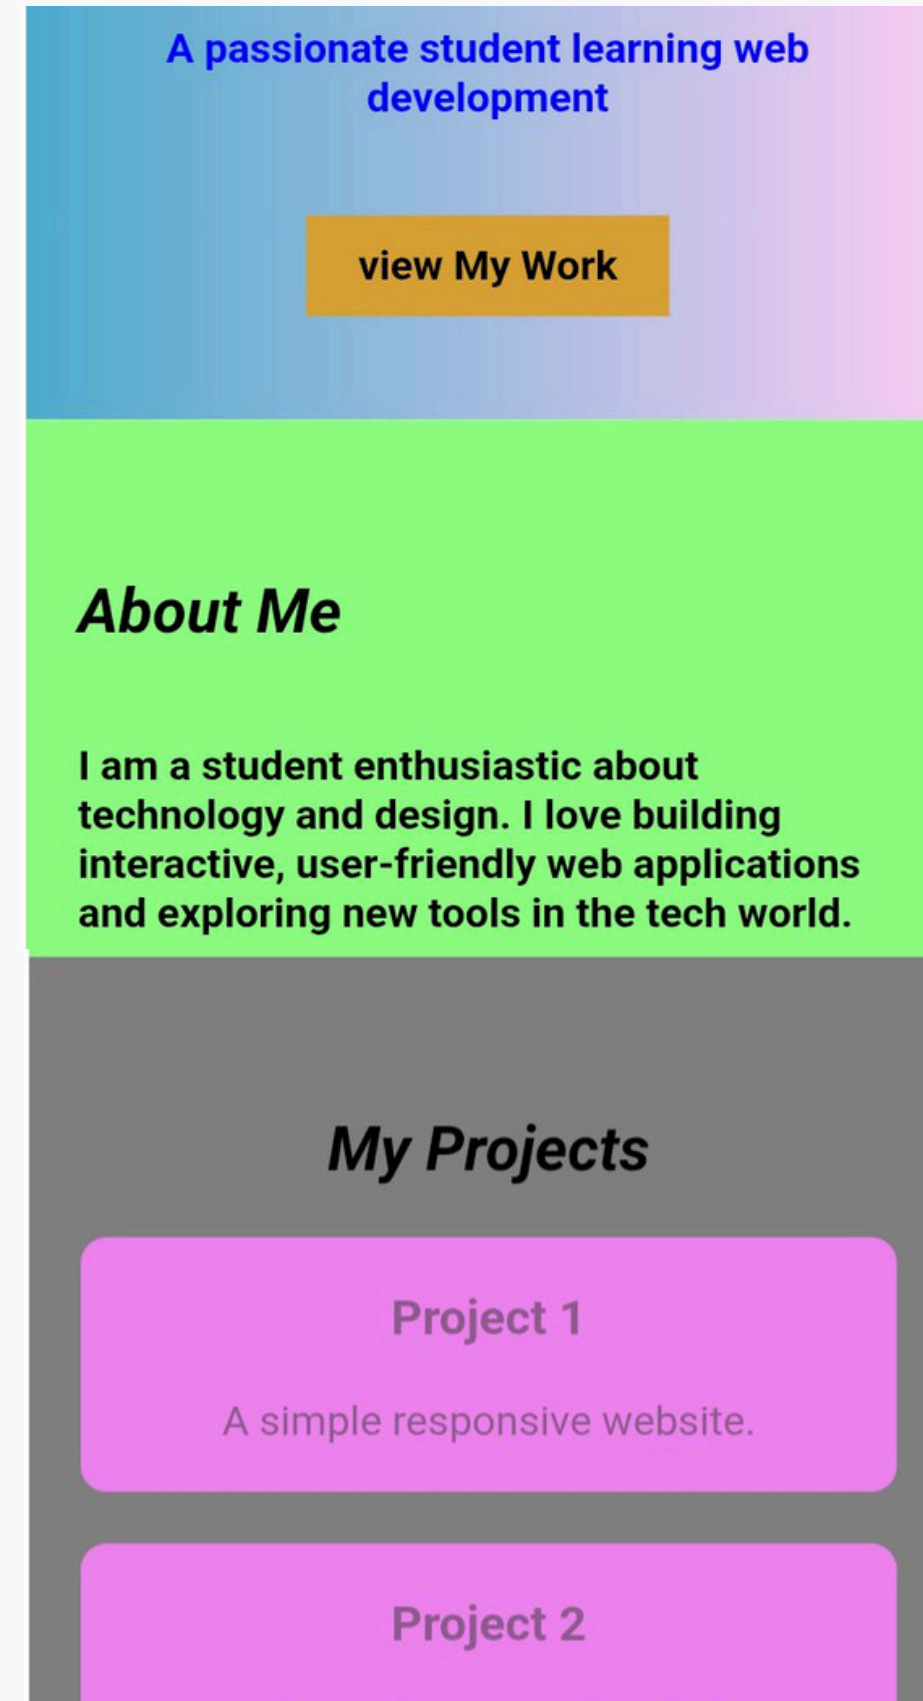 A passionate student learning web
development
view My Work
About Me
I am a student enthusiastic about
technology and design. I love building
interactive, user-friendly web applications
and exploring new tools in the tech world.
My Projects
Project 1
A simple responsive website.
Project 2